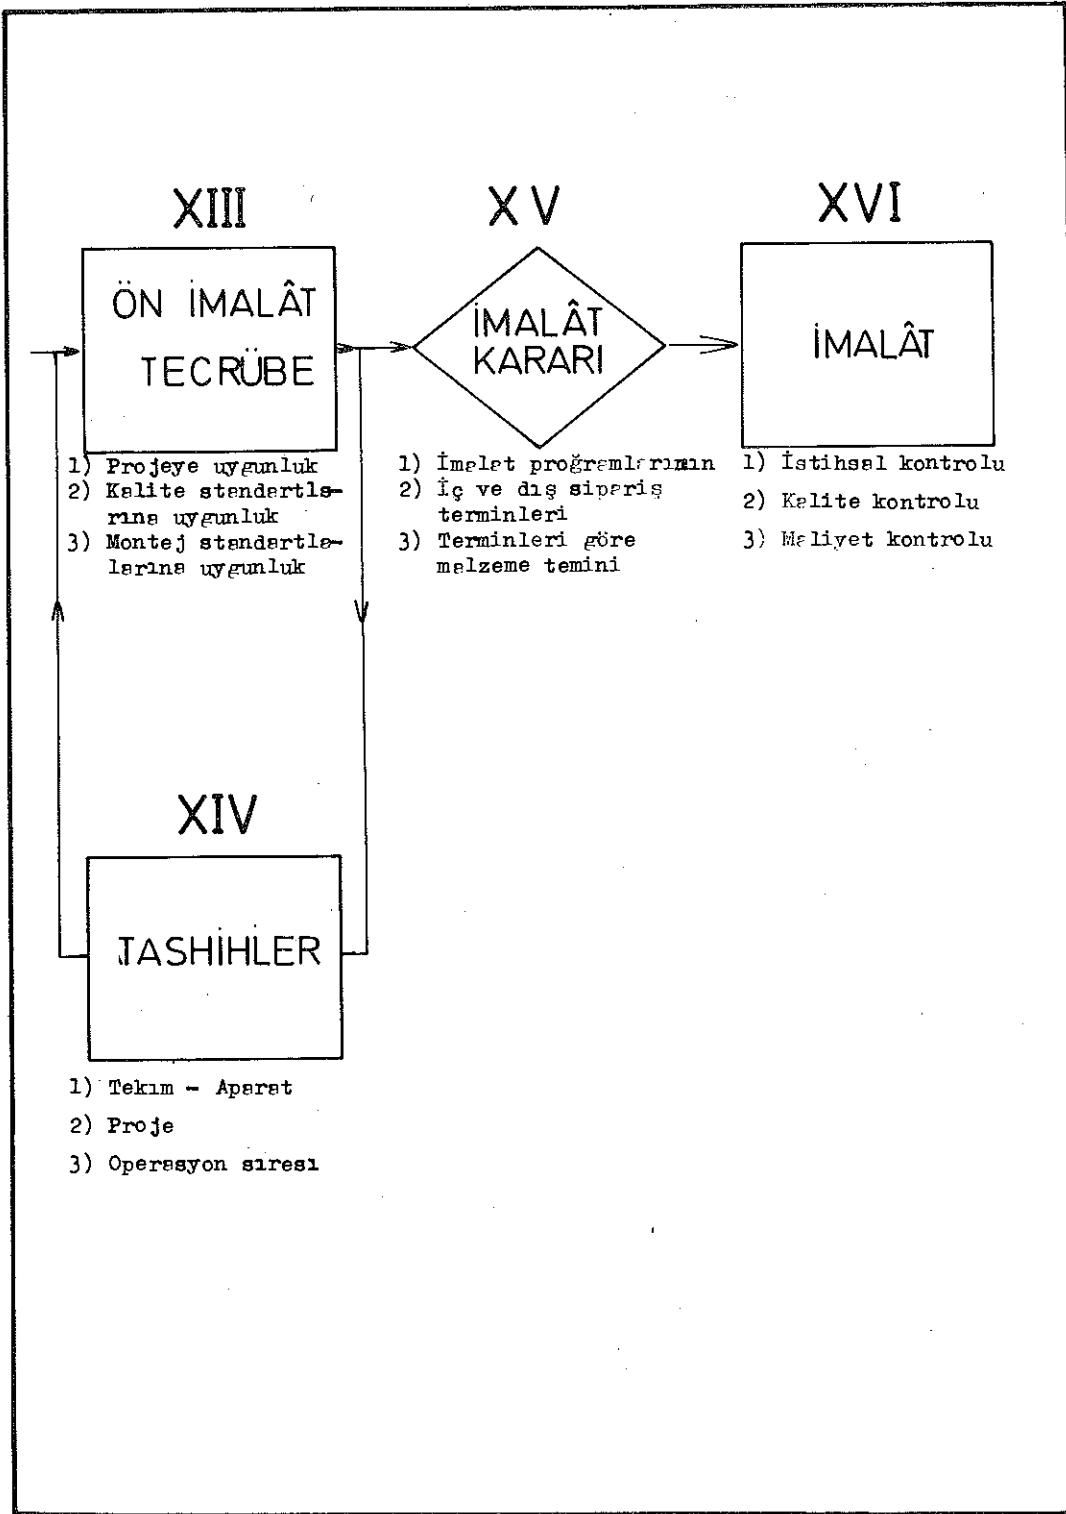 XIII
ÖN İMALÂT
TECRÜBE
1) Projeye uygunluk
2) Kalite standartla-
rına uygunluk
3) Montaj standartla-
larına uygunluk
XV
İMALÂT
KARARI
1) İmalat proğramlarının
2) İç ve dış sipariş
terminleri
3) Terminleri göre
malzeme temini
XVI
İMALÂT
1) İstihsal kontrolu
2) Kalite kontrolu
3) Maliyet kontrolu
XIV
TASHİHLER
1) Takım - Aparat
2) Proje
3) Operasyon sırası